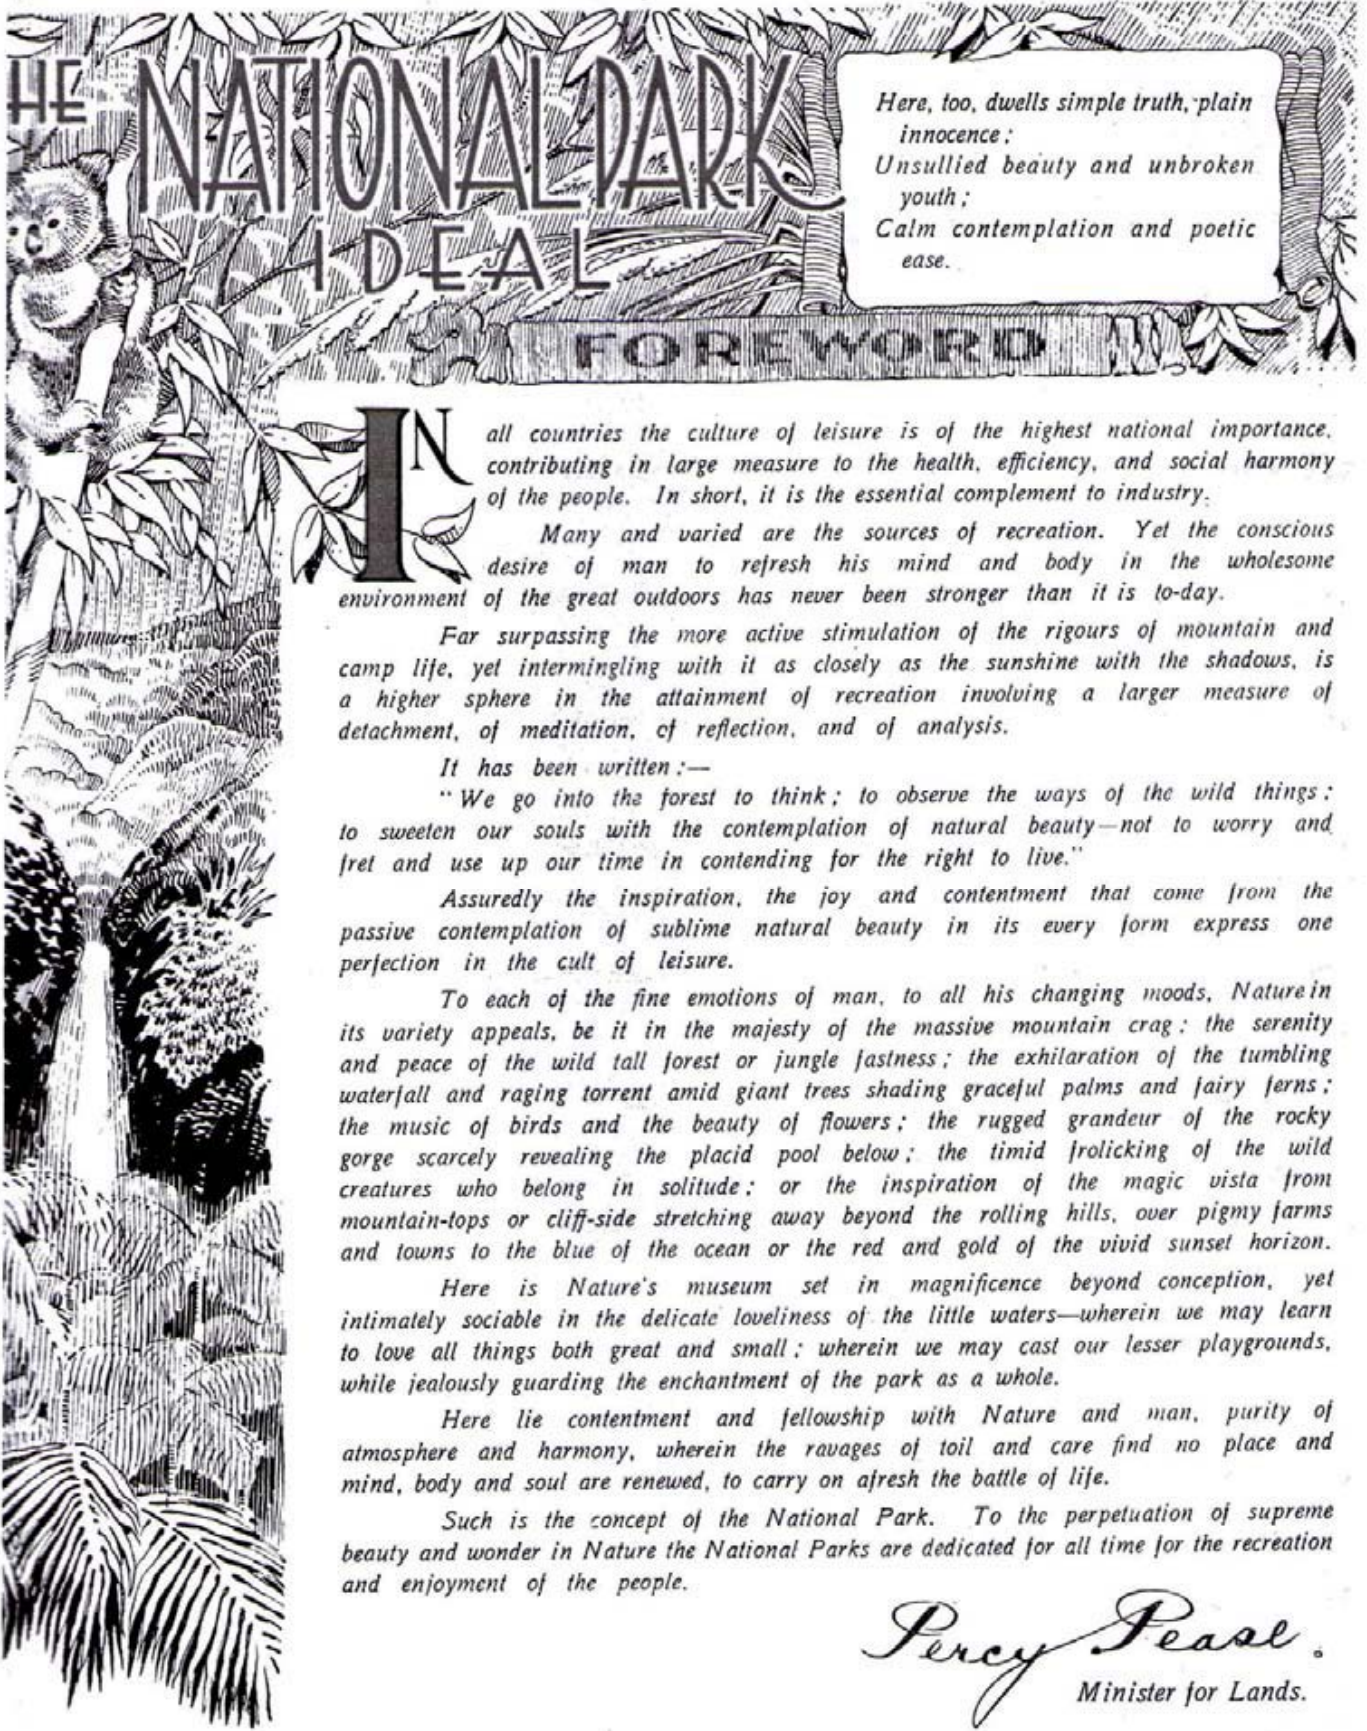 HE NATIONAL PARK
IDEAL
Here, too, dwells simple truth, plain
innocence ;
Unsullied beauty and unbroken
youth ;
Calm contemplation and poetic
ease.
FOREWORD
IN all countries the culture of leisure is of the highest national importance,
contributing in large measure to the health, efficiency, and social harmony
of the people. In short, it is the essential complement to industry.
Many and varied are the sources of recreation. Yet the conscious
desire of man to refresh his mind and body in the wholesome
environment of the great outdoors has never been stronger than it is to-day.
Far surpassing the more active stimulation of the rigours of mountain and
camp life, yet intermingling with it as closely as the sunshine with the shadows, is
a higher sphere in the attainment of recreation involving a larger measure of
detachment, of meditation, of reflection, and of analysis.
It has been written :—
" We go into the forest to think ; to observe the ways of the wild things ;
to sweeten our souls with the contemplation of natural beauty—not to worry and
fret and use up our time in contending for the right to live."
Assuredly the inspiration, the joy and contentment that come from the
passive contemplation of sublime natural beauty in its every form express one
perfection in the cult of leisure.
To each of the fine emotions of man, to all his changing moods, Nature in
its variety appeals, be it in the majesty of the massive mountain crag ; the serenity
and peace of the wild tall forest or jungle fastness ; the exhilaration of the tumbling
waterfall and raging torrent amid giant trees shading graceful palms and fairy ferns ;
the music of birds and the beauty of flowers ; the rugged grandeur of the rocky
gorge scarcely revealing the placid pool below ; the timid frolicking of the wild
creatures who belong in solitude ; or the inspiration of the magic vista from
mountain-tops or cliff-side stretching away beyond the rolling hills, over pigmy farms
and towns to the blue of the ocean or the red and gold of the vivid sunset horizon.
Here is Nature's museum set in magnificence beyond conception, yet
intimately sociable in the delicate loveliness of the little waters—wherein we may learn
to love all things both great and small ; wherein we may cast our lesser playgrounds,
while jealously guarding the enchantment of the park as a whole.
Here lie contentment and fellowship with Nature and man, purity of
atmosphere and harmony, wherein the ravages of toil and care find no place and
mind, body and soul are renewed, to carry on afresh the battle of life.
Such is the concept of the National Park. To the perpetuation of supreme
beauty and wonder in Nature the National Parks are dedicated for all time for the recreation
and enjoyment of the people.
Percy Pease.
Minister for Lands.